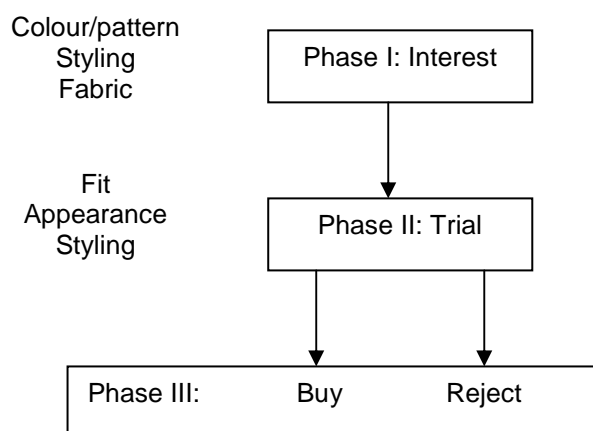 Colour/pattern
Styling
Fabric
Phase I: Interest
Fit
Appearance
Styling
Phase II: Trial
Phase III: Buy Reject